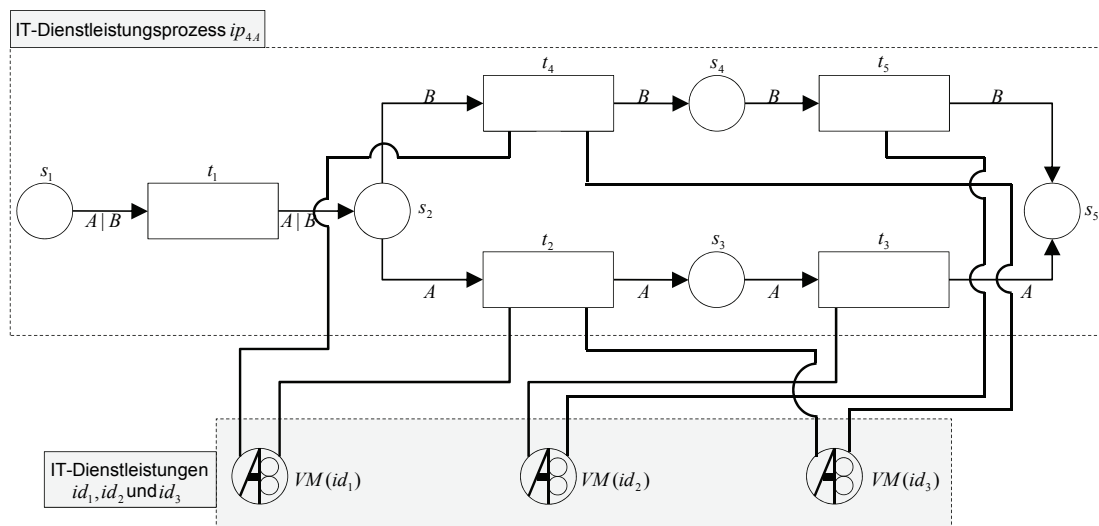 IT-Dienstleistungsprozess ip4A
t4
s4
t5
B
B
B
B
s1
t1
A | B
A | B
s2
s5
t2
s3
t3
A
A
A
A
IT-Dienstleistungen
id1, id2 und id3
VM(id1)
VM(id2)
VM(id3)